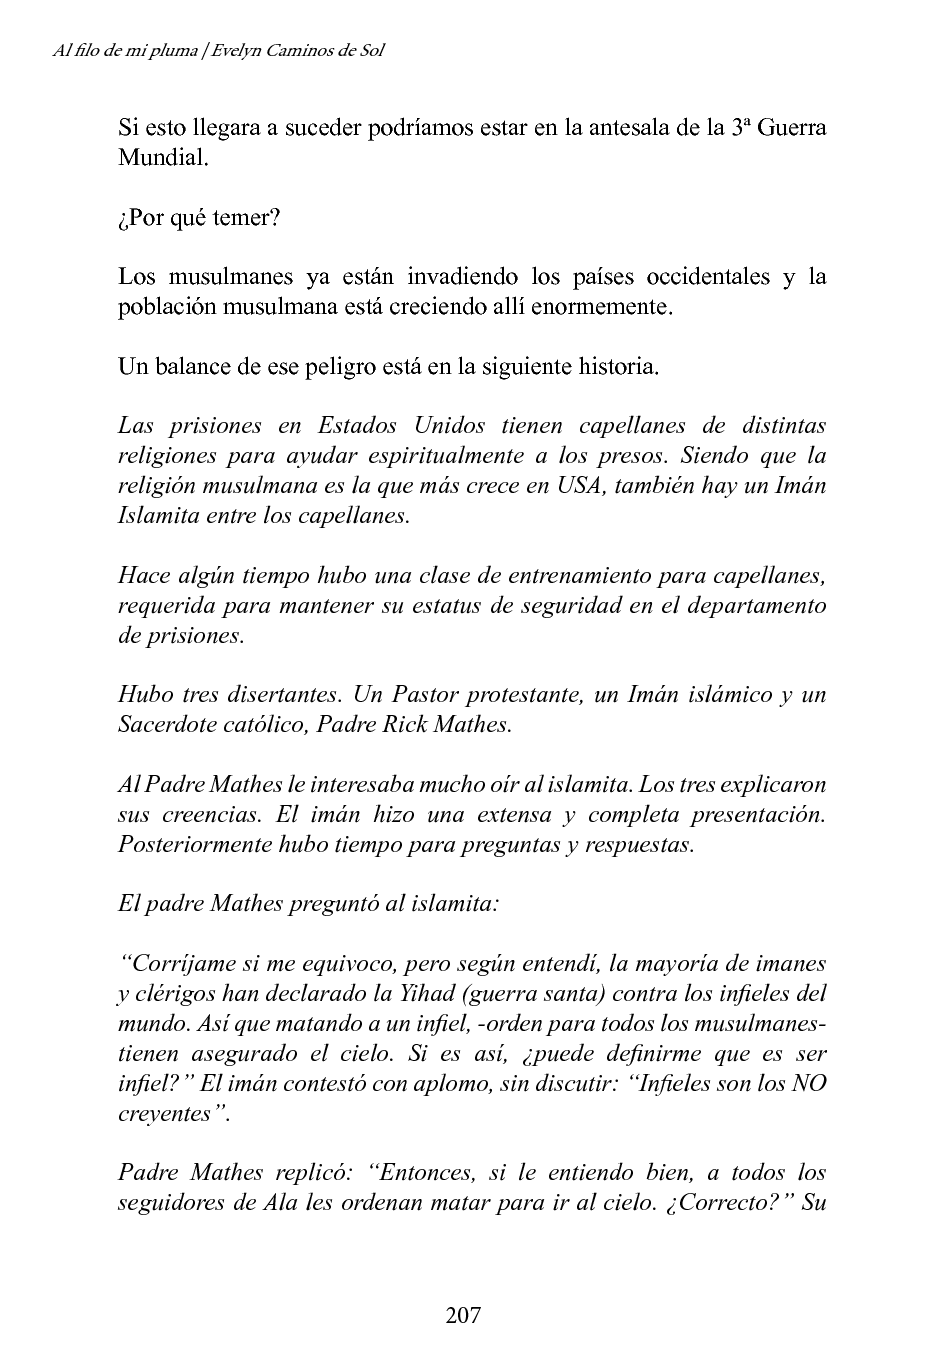 Al filo de mi pluma / Evelyn Caminos de Sol
Si esto llegara a suceder podríamos estar en la antesala de la 3ª Guerra
Mundial.
¿Por qué temer?
Los musulmanes ya están invadiendo los países occidentales y la
población musulmana está creciendo allí enormemente.
Un balance de ese peligro está en la siguiente historia.
Las prisiones en Estados Unidos tienen capellanes de distintas
religiones para ayudar espiritualmente a los presos. Siendo que la
religión musulmana es la que más crece en USA, también hay un Imán
Islamita entre los capellanes.
Hace algún tiempo hubo una clase de entrenamiento para capellanes,
requerida para mantener su estatus de seguridad en el departamento
de prisiones.
Hubo tres disertantes. Un Pastor protestante, un Imán islámico y un
Sacerdote católico, Padre Rick Mathes.
Al Padre Mathes le interesaba mucho oír al islamita. Los tres explicaron
sus creencias. El imán hizo una extensa y completa presentación.
Posteriormente hubo tiempo para preguntas y respuestas.
El padre Mathes preguntó al islamita:
“Corríjame si me equivoco, pero según entendí, la mayoría de imanes
y clérigos han declarado la Yihad (guerra santa) contra los infieles del
mundo. Así que matando a un infiel, -orden para todos los musulmanes-
tienen asegurado el cielo. Si es así, ¿puede definirme que es ser
infiel?” El imán contestó con aplomo, sin discutir: “Infieles son los NO
creyentes”.
Padre Mathes replicó: “Entonces, si le entiendo bien, a todos los
seguidores de Ala les ordenan matar para ir al cielo. ¿Correcto?” Su
207